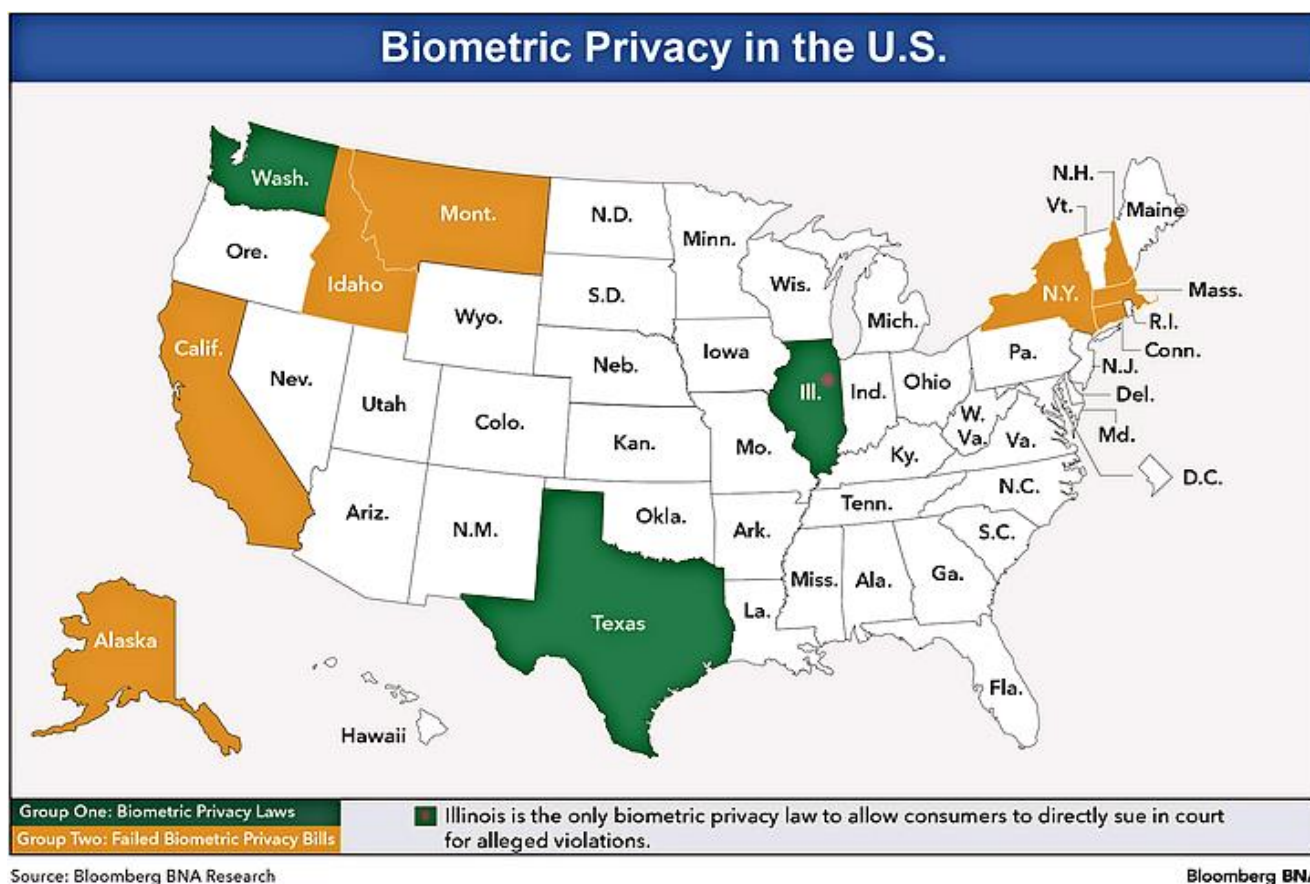 Biometric Privacy in the U.S.
Wash.
Mont.
N.D.
Minn.
N.H.
Vt.
Maine
Ore.
Idaho
S.D.
Wis.
N.Y.
Mass.
Wyo.
Mich.
R.I.
Calif.
Iowa
Pa.
Conn.
Nev.
Neb.
N.J.
Utah
Colo.
Ill.
Ind.
Ohio
Del.
Kan.
Mo.
W.
Va.
Va.
Md.
Ky.
D.C.
Ariz.
N.M.
Okla.
Tenn.
N.C.
Ark.
S.C.
Miss.
Ala.
Ga.
La.
Texas
Alaska
Fla.
Hawaii
Group One: Biometric Privacy Laws
Group Two: Failed Biometric Privacy Bills
Illinois is the only biometric privacy law to allow consumers to directly sue in court
for alleged violations.
Source: Bloomberg BNA Research
Bloomberg BNA